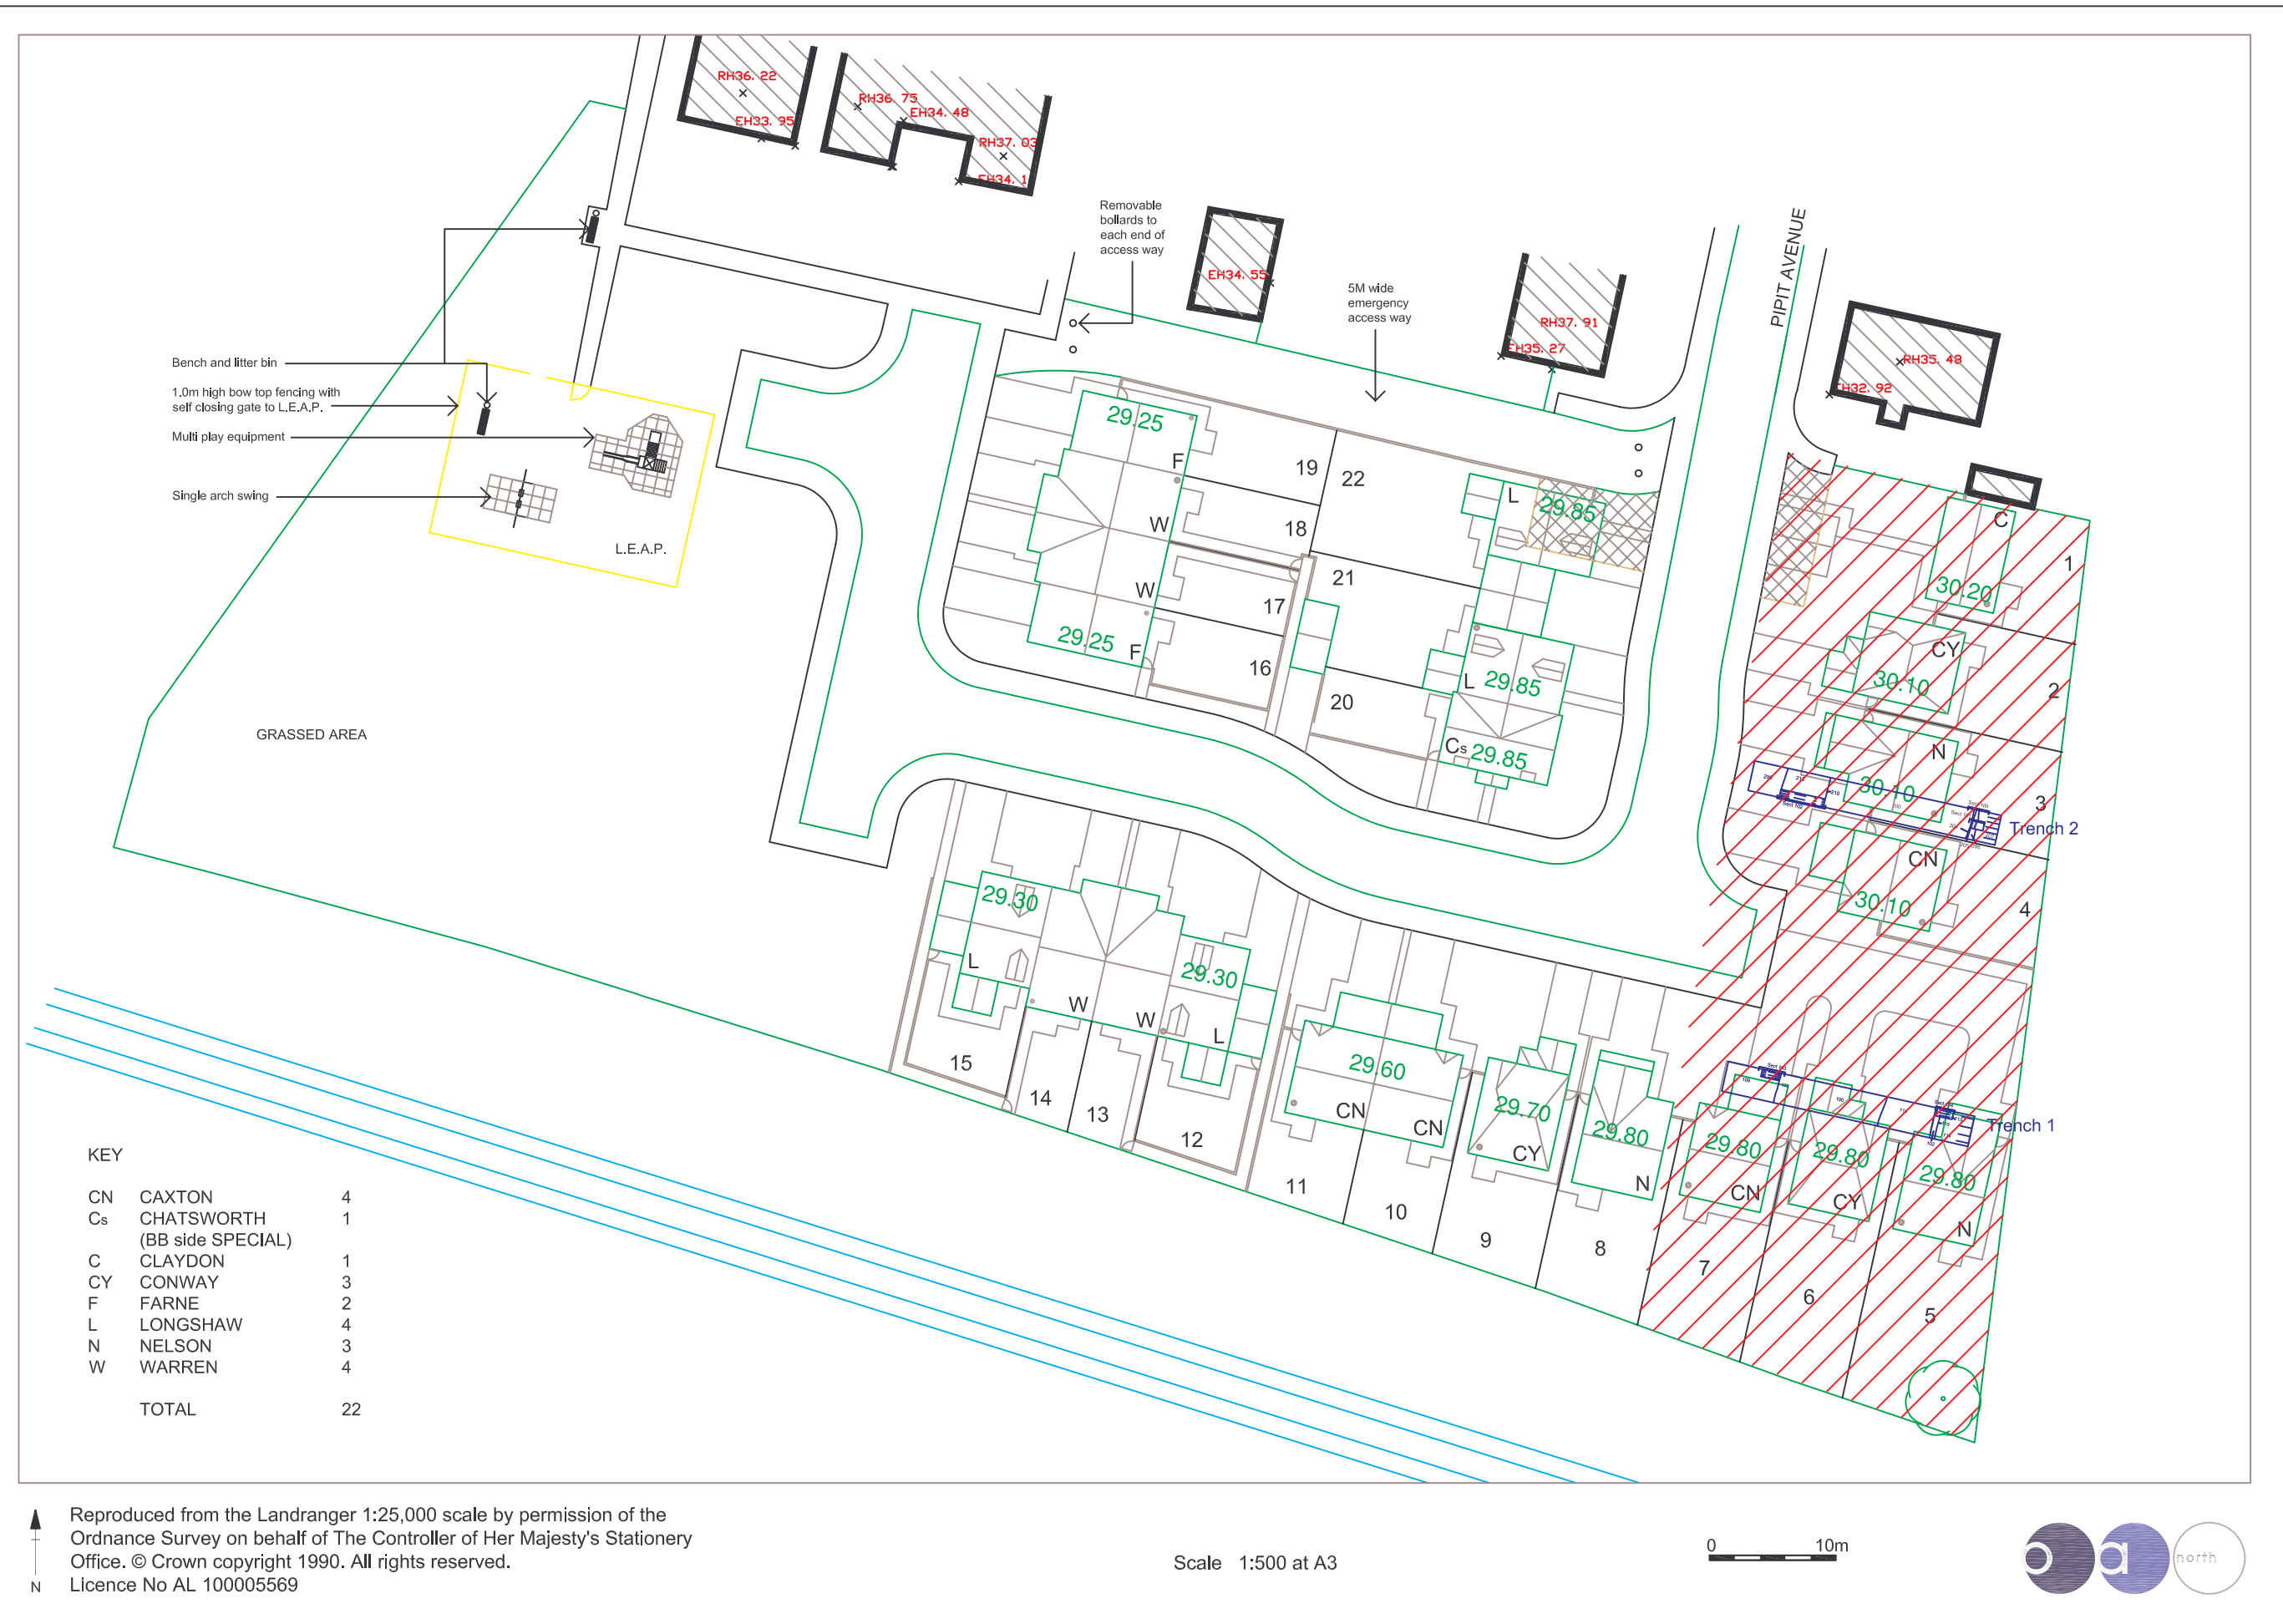 RH36. 22
EH33. 95
RH36. 75
EH34. 48
RH37. 03
EH34. 1
Removable
bollards to
each end of
access way
EH34. 55
5M wide
emergency
access way
RH37. 91
EH35. 27
PIPIT AVENUE
RH35. 48
EH32. 92
Bench and litter bin
1.0m high bow top fencing with
self closing gate to L.E.A.P.
Multi play equipment
Single arch swing
L.E.A.P.
GRASSED AREA
29.25
F
19
22
L
29.85
W
18
21
W
17
29.25
F
16
20
L
29.85
Cs
29.85
C
1
30.20
CY
30.10
2
N
30.10
3
Trench 2
CN
30.10
4
29.30
L
W
W
29.30
L
15
14
13
12
29.60
CN
CN
11
10
29.70
CY
9
29.80
N
8
29.80
CN
7
29.80
CY
6
Trench 1
29.80
N
5
KEY
CN CAXTON 4
Cs CHATSWORTH 1
(BB side SPECIAL)
C CLAYDON 1
CY CONWAY 3
F FARNE 2
L LONGSHAW 4
N NELSON 3
W WARREN 4
TOTAL 22
Reproduced from the Landranger 1:25,000 scale by permission of the
Ordnance Survey on behalf of The Controller of Her Majesty's Stationery
Office. © Crown copyright 1990. All rights reserved.
N Licence No AL 100005569
Scale 1:500 at A3
0 10m
oa north